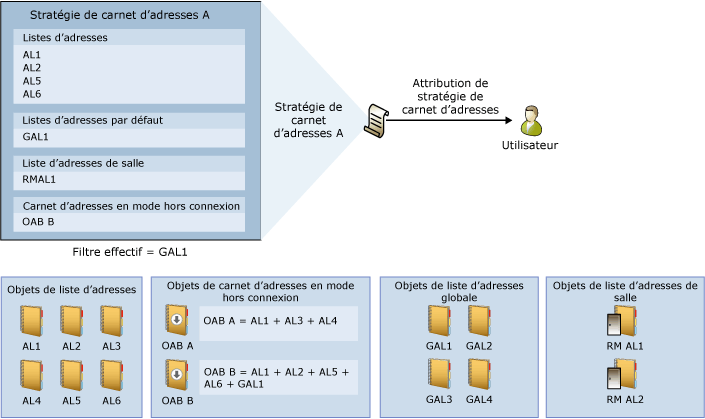 Stratégie de carnet d'adresses A
Listes d'adresses
AL1
AL2
AL5
AL6
Listes d'adresses par défaut
GAL1
Liste d'adresses de salle
RMAL1
Carnet d'adresses en mode hors connexion
OAB B
Filtre effectif = GAL1
Stratégie de
carnet
d'adresses A
Attribution de
stratégie de
carnet d'adresses
Utilisateur
Objets de liste d'adresses
AL1
AL2
AL3
AL4
AL5
AL6
Objets de carnet d'adresses en mode
hors connexion
OAB A
OAB A = AL1 + AL3 + AL4
OAB B
OAB B = AL1 + AL2 + AL5 +
AL6 + GAL1
Objets de liste d'adresses
globale
GAL1
GAL2
GAL3
GAL4
Objets de liste d'adresses de
salle
RM AL1
RM AL2